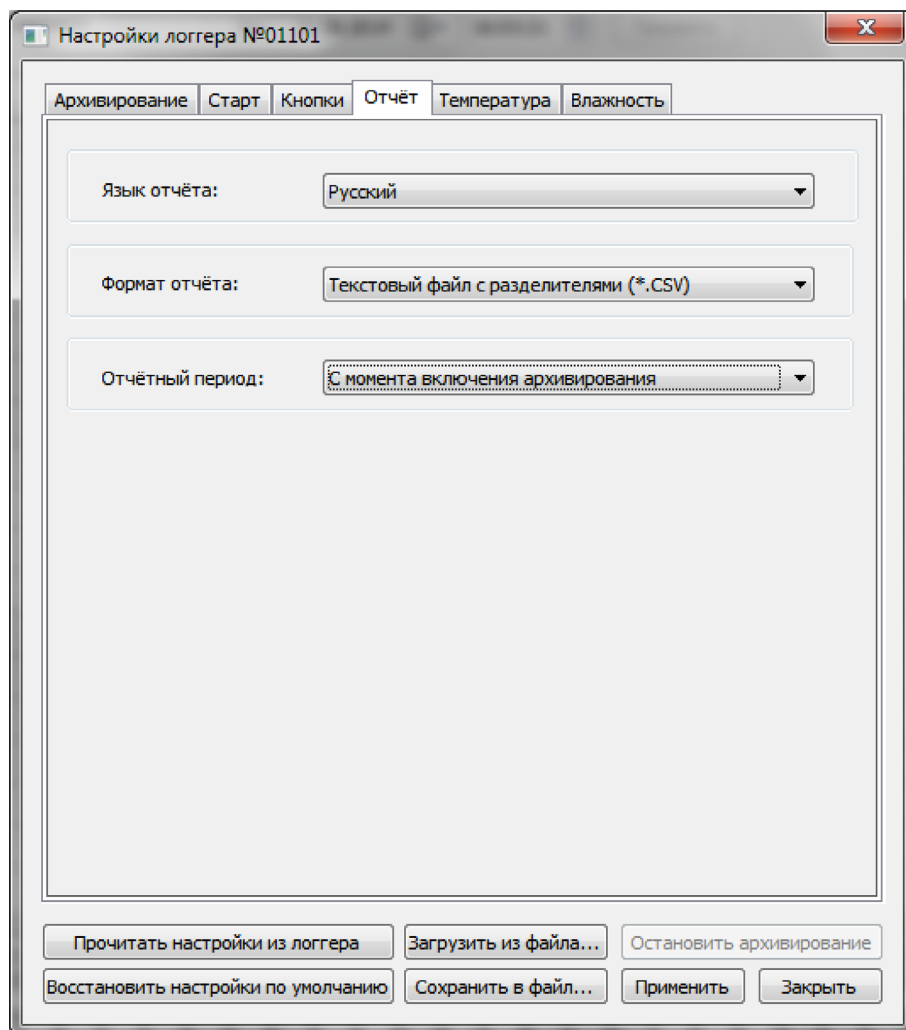 Настройки логгера №01101
Архивирование Старт Кнопки Отчёт Температура Влажность
Язык отчёта: Русский
Формат отчёта: Текстовый файл с разделителями (*.CSV)
Отчётный период: С момента включения архивирования
Прочитать настройки из логгера Загрузить из файла... Остановить архивирование
Восстановить настройки по умолчанию Сохранить в файл... Применить Закрыть